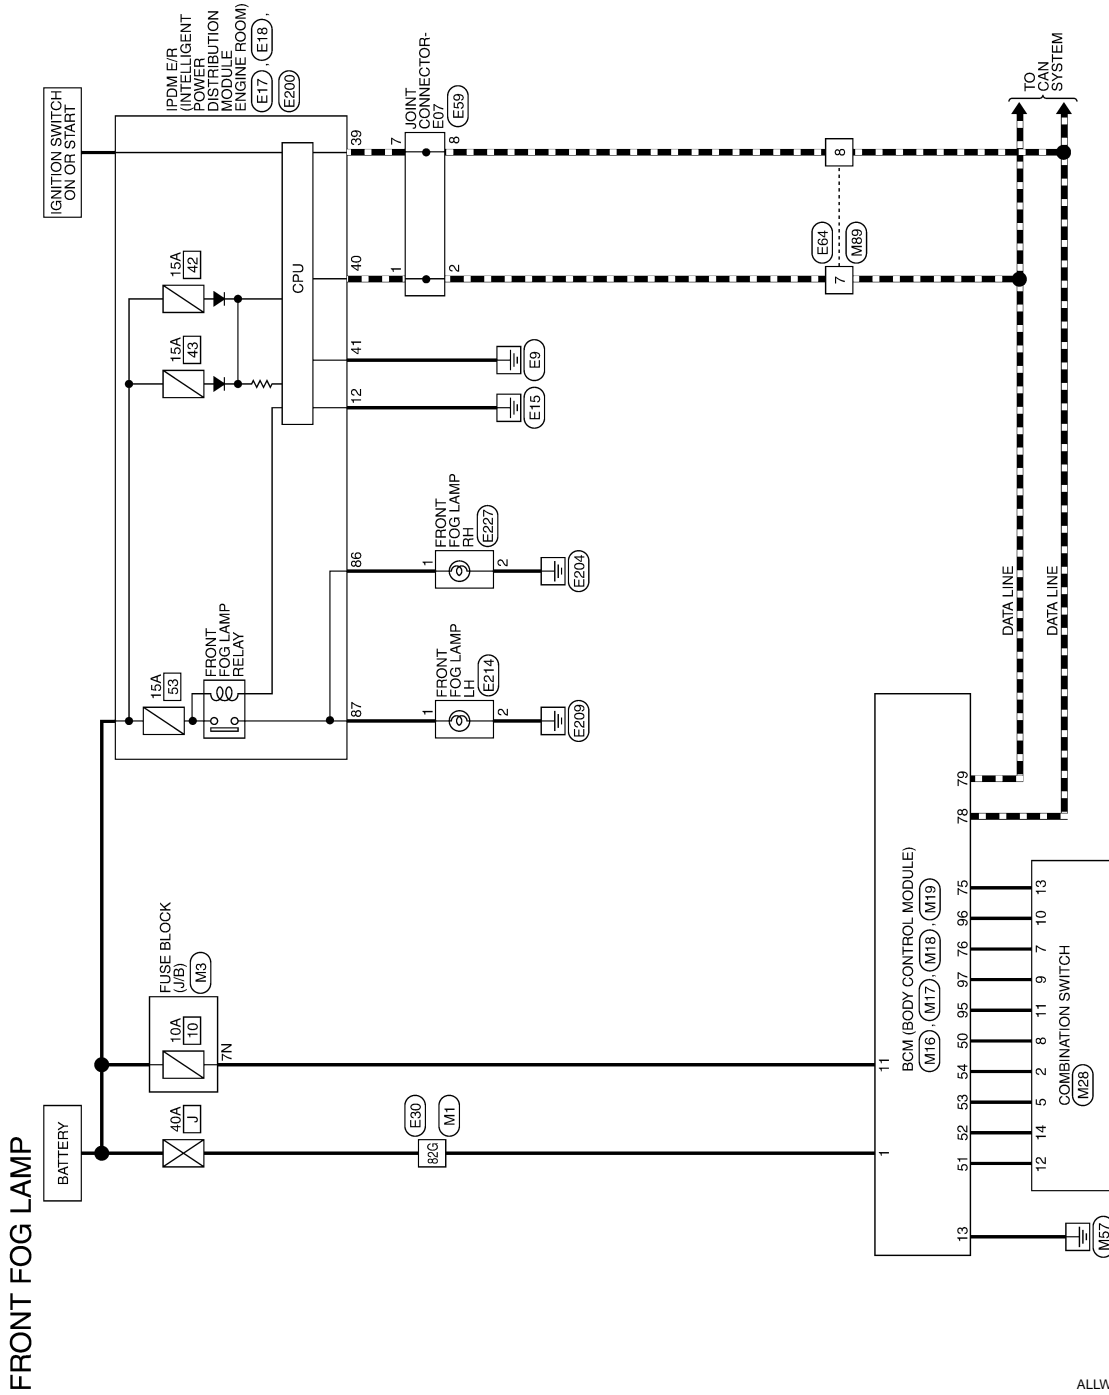 FRONT FOG LAMP
BATTERY
IGNITION SWITCH
ON OR START
40A
J
FUSE BLOCK
(J/B)
M3
10A
10
7N
15A
53
FRONT
FOG LAMP
RELAY
15A
43
15A
42
CPU
IPDM E/R
(INTELLIGENT
POWER
DISTRIBUTION
MODULE
ENGINE ROOM)
E17 , E18 ,
E200
87
86
12
41
40
39
E30
82G
M1
1
FRONT
FOG LAMP
LH
E214
2
E209
1
FRONT
FOG LAMP
RH
E227
2
E204
E15
E9
1
7
JOINT
CONNECTOR-
E07
E59
2
8
E64
7
8
M89
1
11
BCM (BODY CONTROL MODULE)
M16 , M17 , M18 , M19
13
51
52
53
54
50
95
97
76
96
75
78
79
DATA LINE
DATA LINE
TO
CAN
SYSTEM
12
14
5
2
8
11
9
7
10
13
COMBINATION SWITCH
M28
M57
ALLW